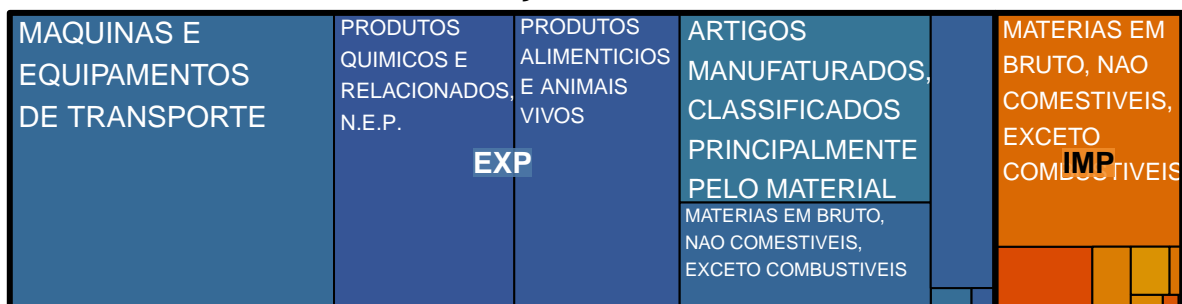 MAQUINAS E
EQUIPAMENTOS
DE TRANSPORTE
PRODUTOS
QUIMICOS E
RELACIONADOS,
N.E.P.
PRODUTOS
ALIMENTICIOS
E ANIMAIS
VIVOS
EXP
ARTIGOS
MANUFATURADOS,
CLASSIFICADOS
PRINCIPALMENTE
PELO MATERIAL
MATERIAS EM BRUTO,
NAO COMESTIVEIS,
EXCETO COMBUSTIVEIS
MATERIAS EM
BRUTO, NAO
COMESTIVEIS,
EXCETO
COMBUSTIVEIS
IMP